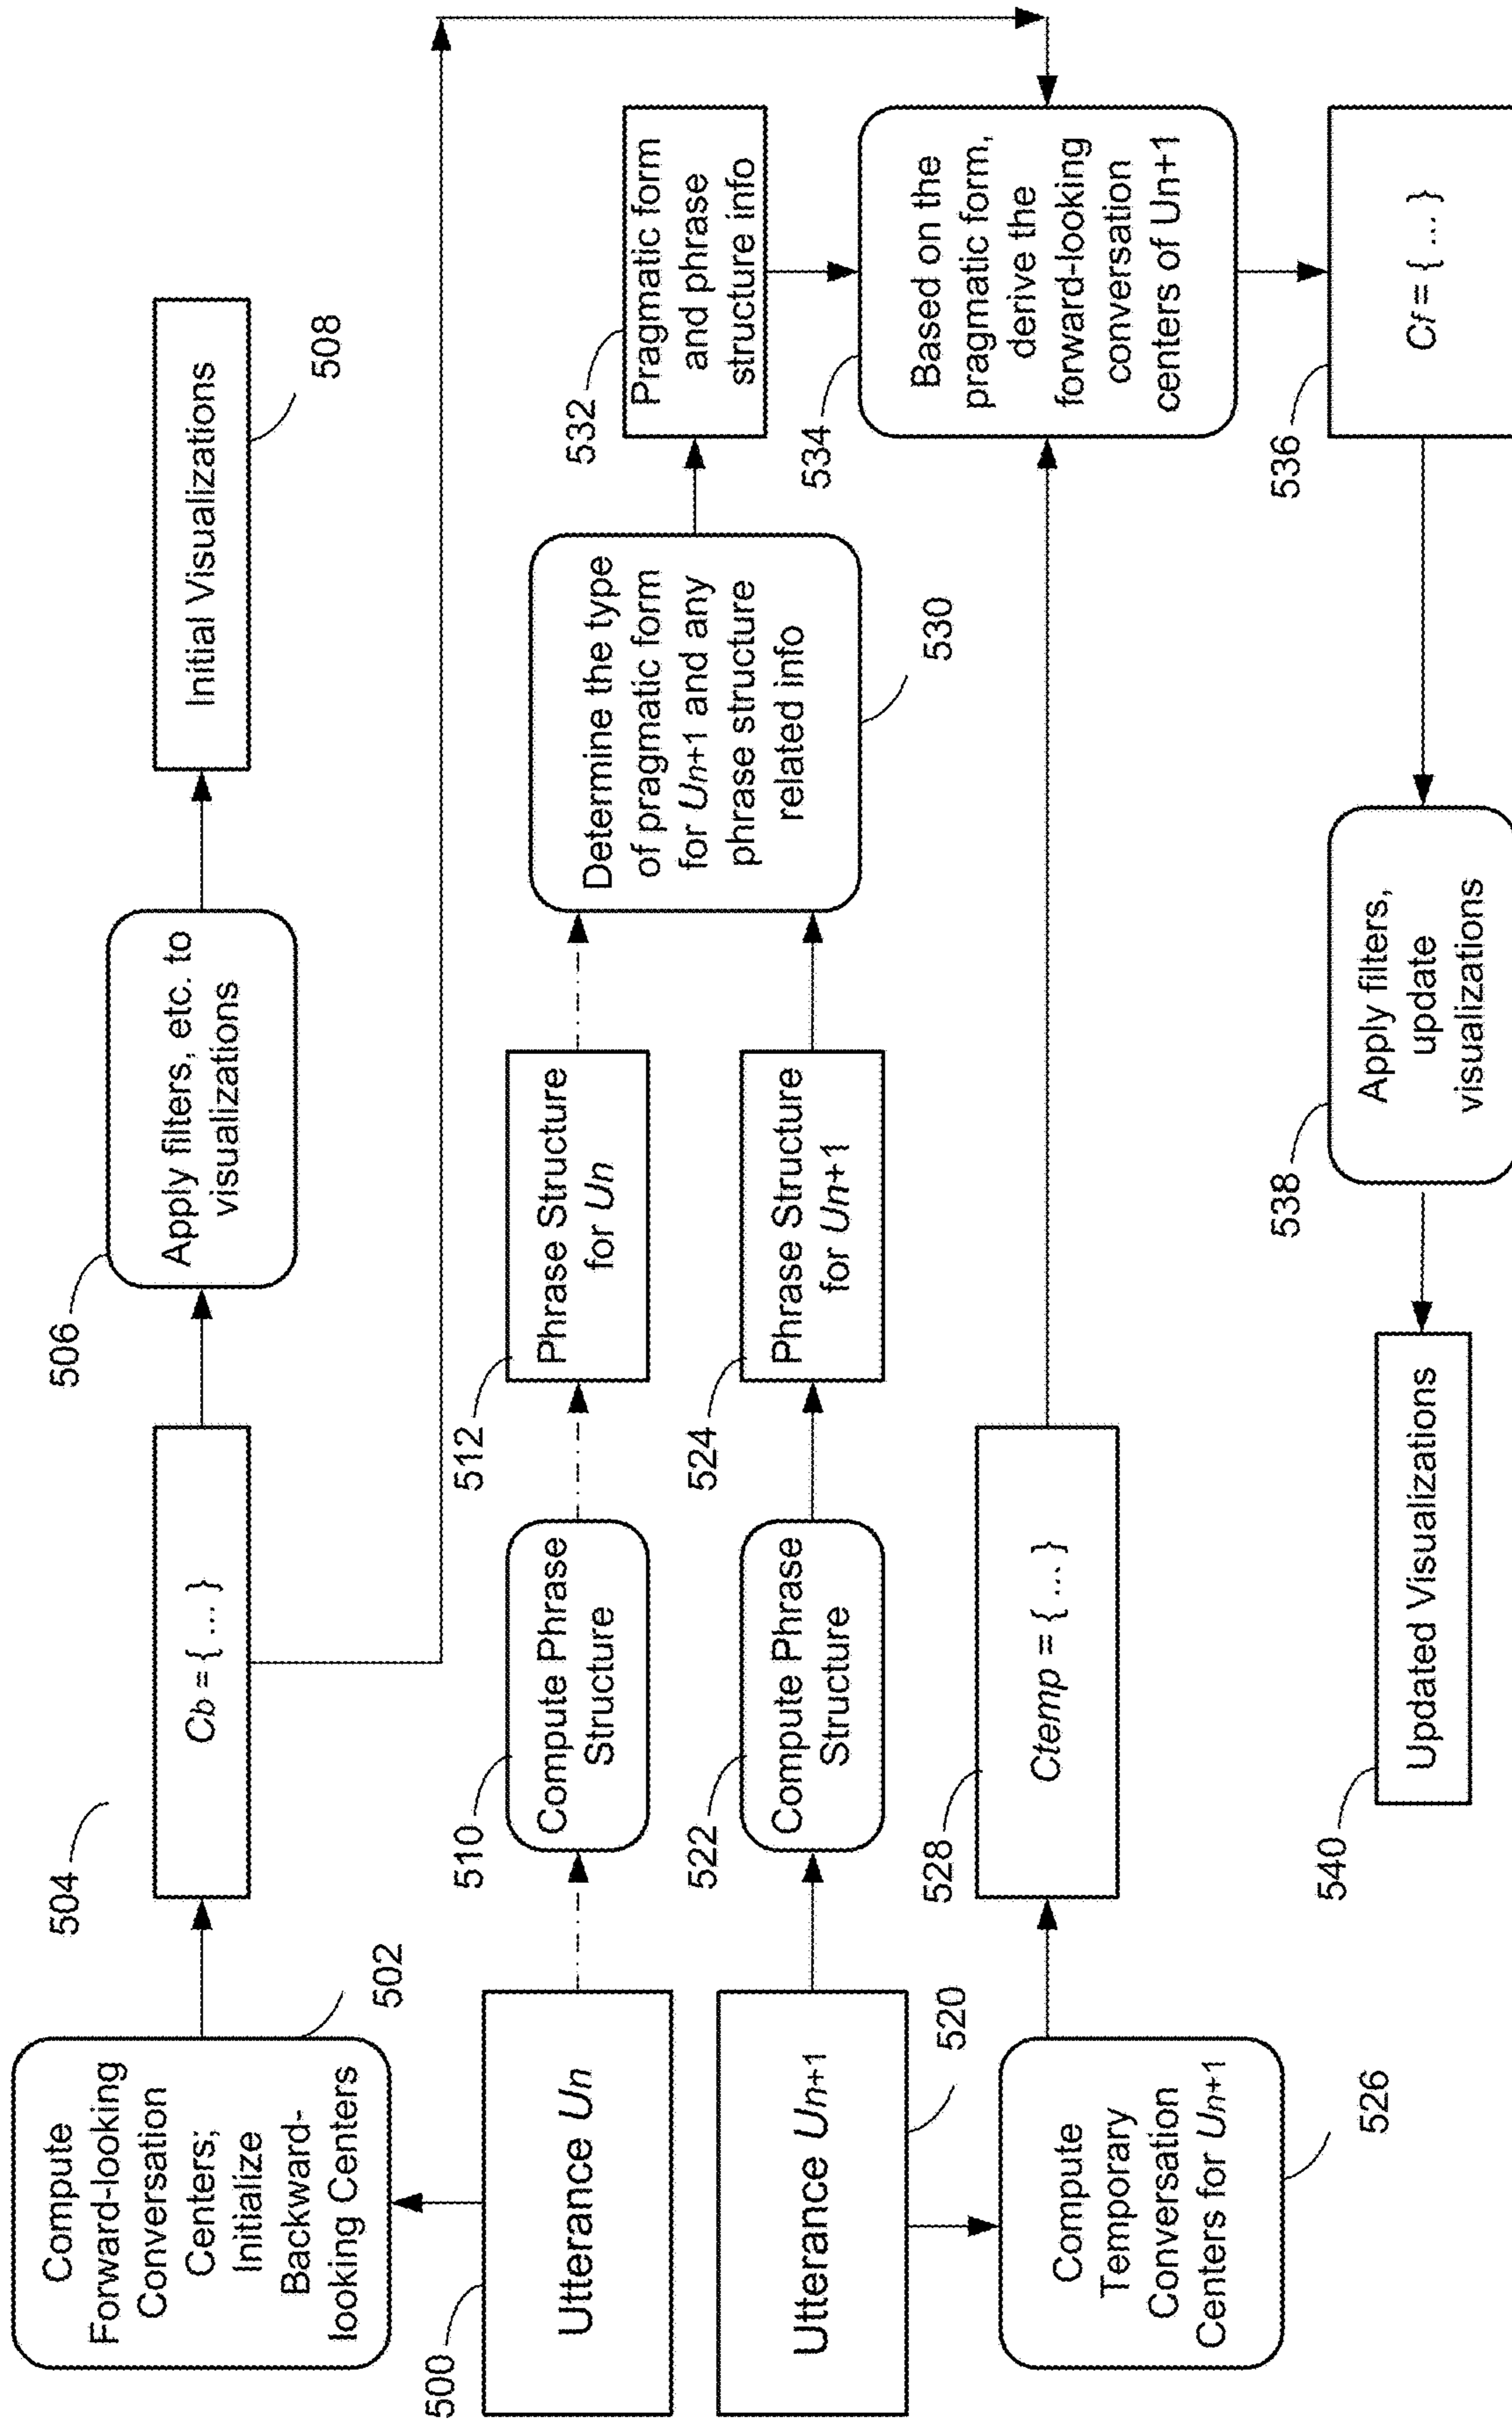 Compute
Forward-looking
Conversation
Centers;
Initialize
Backward-
looking Centers
502
504
Cb = { ... }
506
Apply filters, etc. to
visualizations
Initial Visualizations
508
500
Utterance Un
510
Compute Phrase
Structure
512
Phrase Structure
for Un
Determine the type
of pragmatic form
for Un+1 and any
phrase structure
related info
530
532
Pragmatic form
and phrase
structure info
Utterance Un+1
520
522
Compute Phrase
Structure
524
Phrase Structure
for Un+1
534
Based on the
pragmatic form,
derive the
forward-looking
conversation
centers of Un+1
Compute
Temporary
Conversation
Centers for Un+1
526
528
Ctemp = { ... }
536
Cf = { ... }
538
Apply filters,
update
visualizations
540
Updated Visualizations